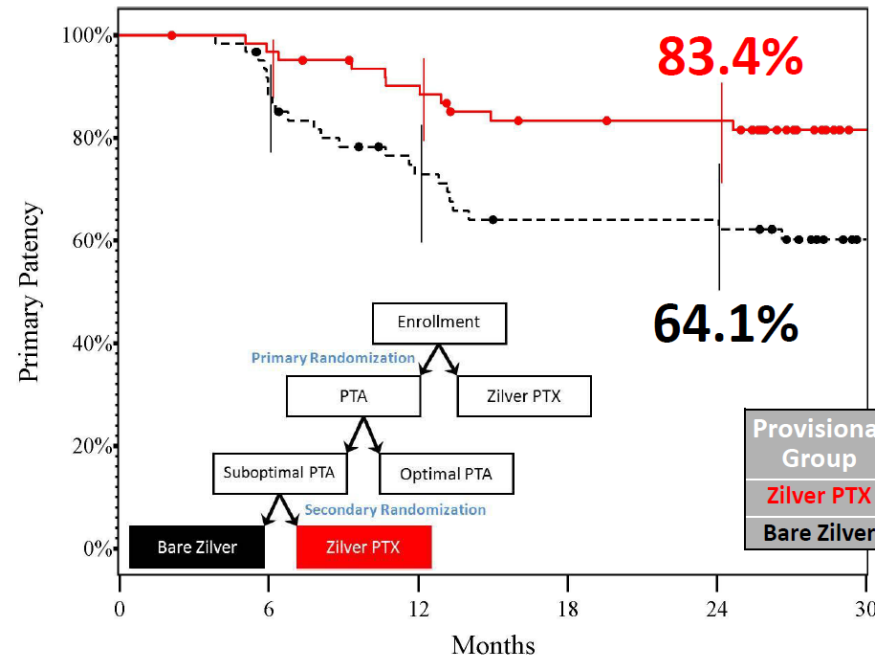 100%
80%
60%
40%
20%
0%
Primary Patency
83.4%
64.1%
Enrollment
Primary Randomization
PTA
Zilver PTX
Suboptimal PTA
Optimal PTA
Secondary Randomization
Bare Zilver
Zilver PTX
Provisiona
Group
Zilver PTX
Bare Zilver
0
6
12
18
24
30
Months